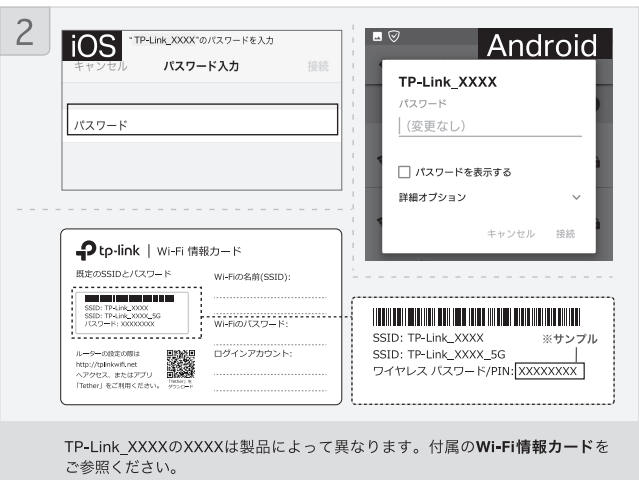 2
iOS
"TP-Link_XXXX"のパスワードを入力
キャンセル パスワード入力 接続
パスワード
Android
TP-Link_XXXX
パスワード
(変更なし)
パスワードを表示する
詳細オプション
キャンセル 接続
tp-link | Wi-Fi 情報カード
既定のSSIDとパスワード
SSID: TP-Link_XXXX
SSID: TP-Link_XXXX_5G
パスワード: XXXXXXXX
ルーターの設定の際は
http://tplinkwifi.net
へアクセス、またはアプリ
「Tether」をご利用ください。
「Tether」を
ダウンロード
Wi-Fiの名前(SSID):
Wi-Fiのパスワード:
ログインアカウント:
SSID: TP-Link_XXXX ※サンプル
SSID: TP-Link_XXXX_5G
ワイヤレス パスワード/PIN: XXXXXXXX
TP-Link_XXXXのXXXXは製品によって異なります。付属のWi-Fi情報カードを
ご参照ください。